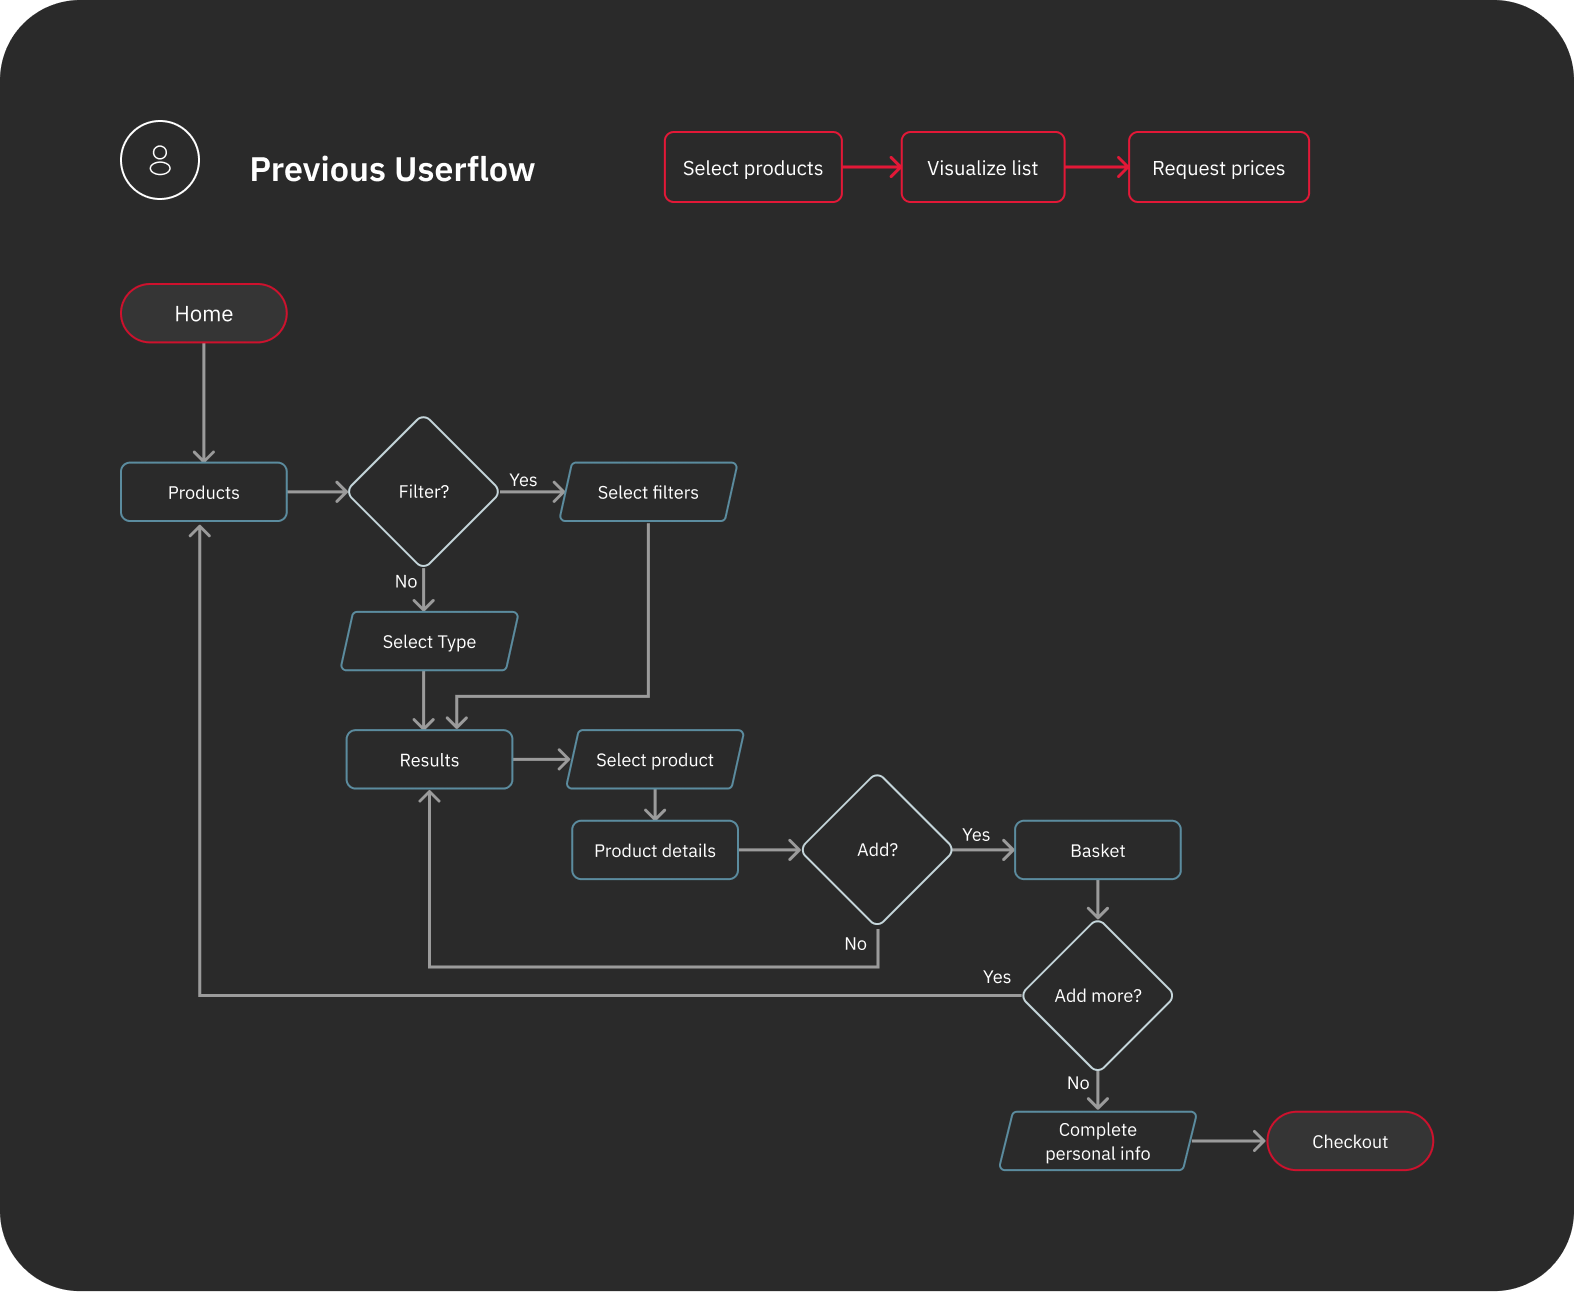 Previous Userflow
Select products
Visualize list
Request prices
Home
Products
Filter?
Yes
Select filters
No
Select Type
Results
Select product
Product details
Add?
Yes
Basket
No
Yes
Add more?
No
Complete
personal info
Checkout